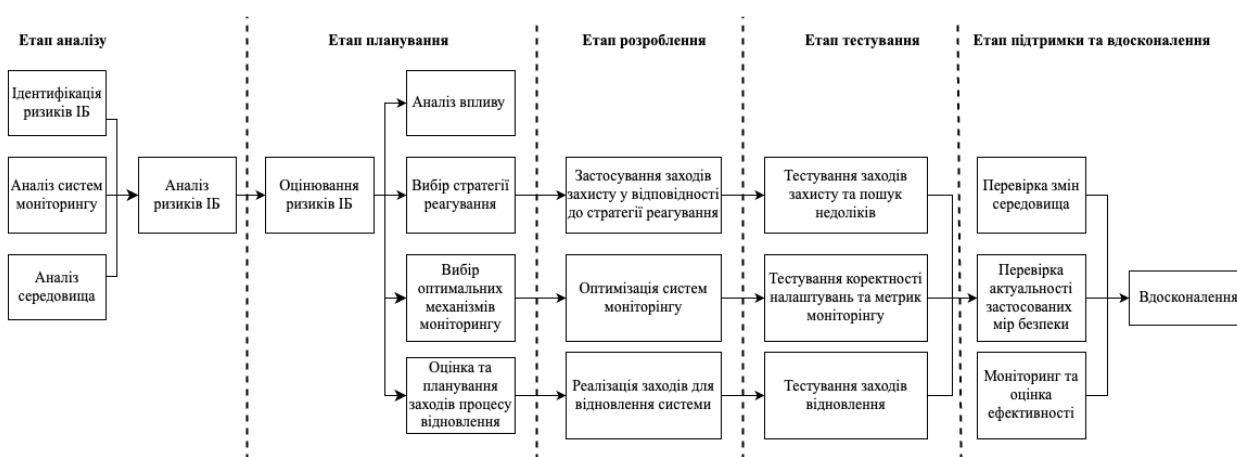 Етап аналізу
Етап планування
Етап розроблення
Етап тестування
Етап підтримки та вдосконалення
Ідентифікація
ризиків ІБ
Аналіз систем
моніторингу
Аналіз
середовища
Аналіз
ризиків ІБ
Оцінювання
ризиків ІБ
Аналіз впливу
Вибір стратегії
реагування
Вибір
оптимальних
механізмів
моніторингу
Оцінка та
планування
заходів процесу
відновлення
Застосування заходів
захисту у відповідності
до стратегії реагування
Оптимізація систем
моніторінгу
Реалізація заходів для
відновлення системи
Тестування заходів
захисту та пошук
недоліків
Тестування коректності
налаштувань та метрик
моніторінгу
Тестування заходів
відновлення
Перевірка змін
середовища
Перевірка
актуальності
застосованих
мір безпеки
Моніторинг та
оцінка
ефективності
Вдосконалення